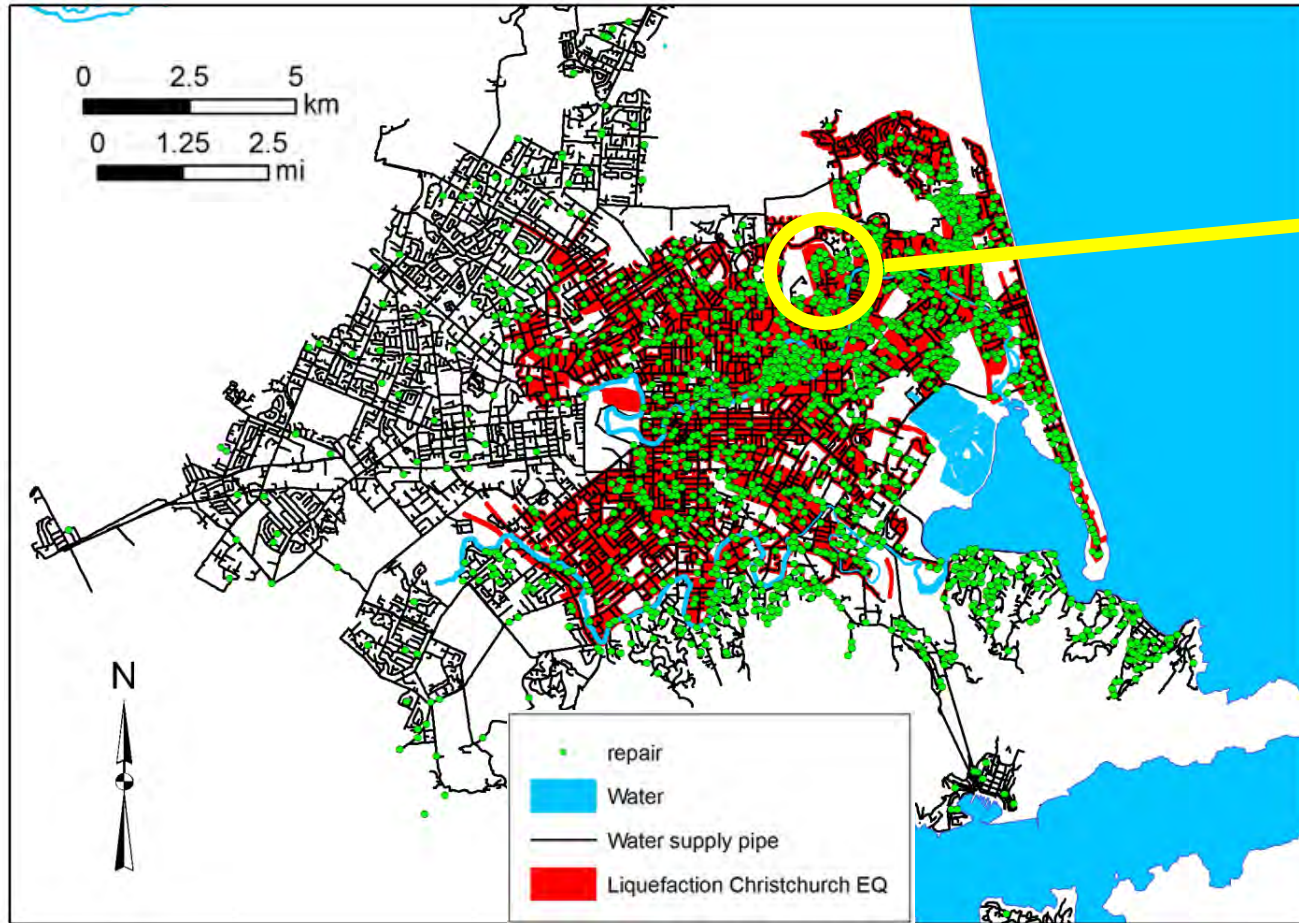 0 2.5 5
km
0 1.25 2.5
mi
N
repair
Water
Water supply pipe
Liquefaction Christchurch EQ